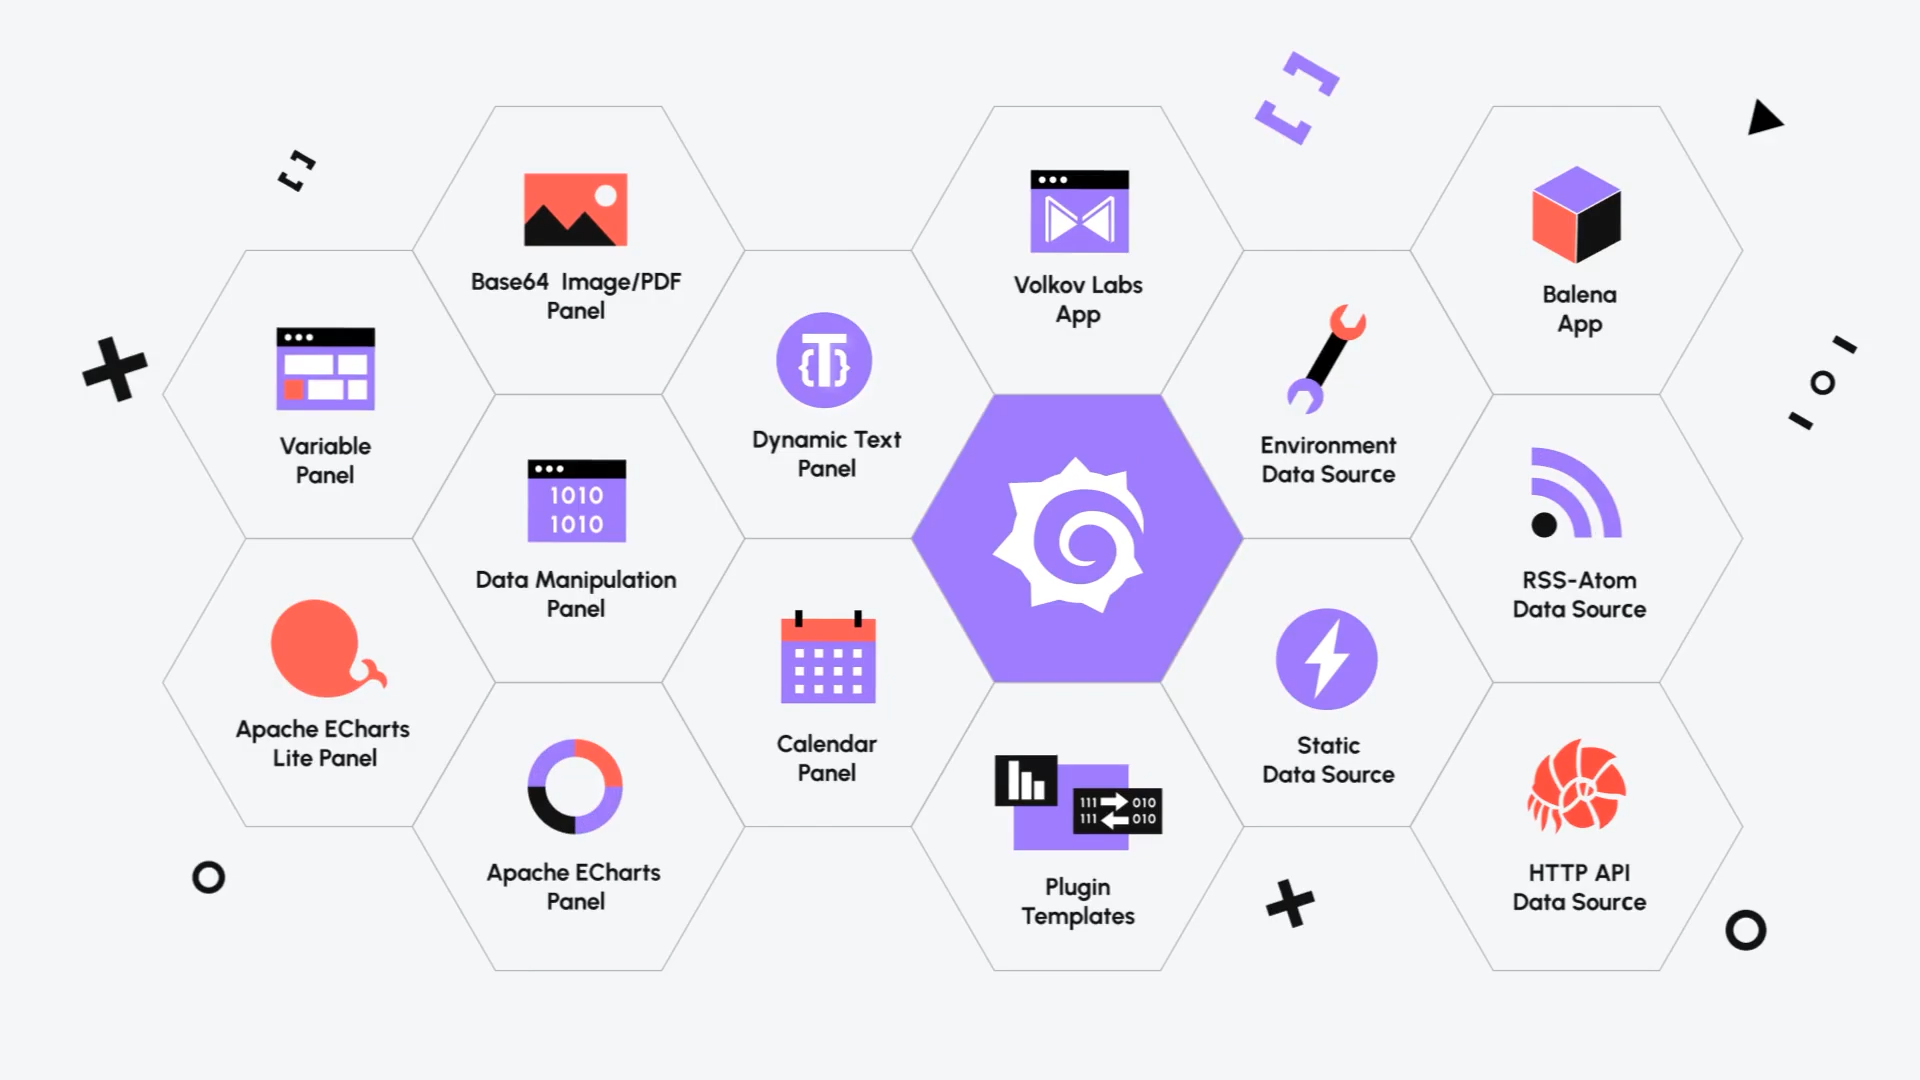 Base64  Image/PDF
Panel
Volkov Labs
App
Balena
App
Variable
Panel
Dynamic Text
Panel
Environment
Data Source
1010
1010
Data Manipulation
Panel
RSS-Atom
Data Source
Apache ECharts
Lite Panel
Calendar
Panel
Static
Data Source
Apache ECharts
Panel
111 010
111 010
Plugin
Templates
HTTP API
Data Source
{T}